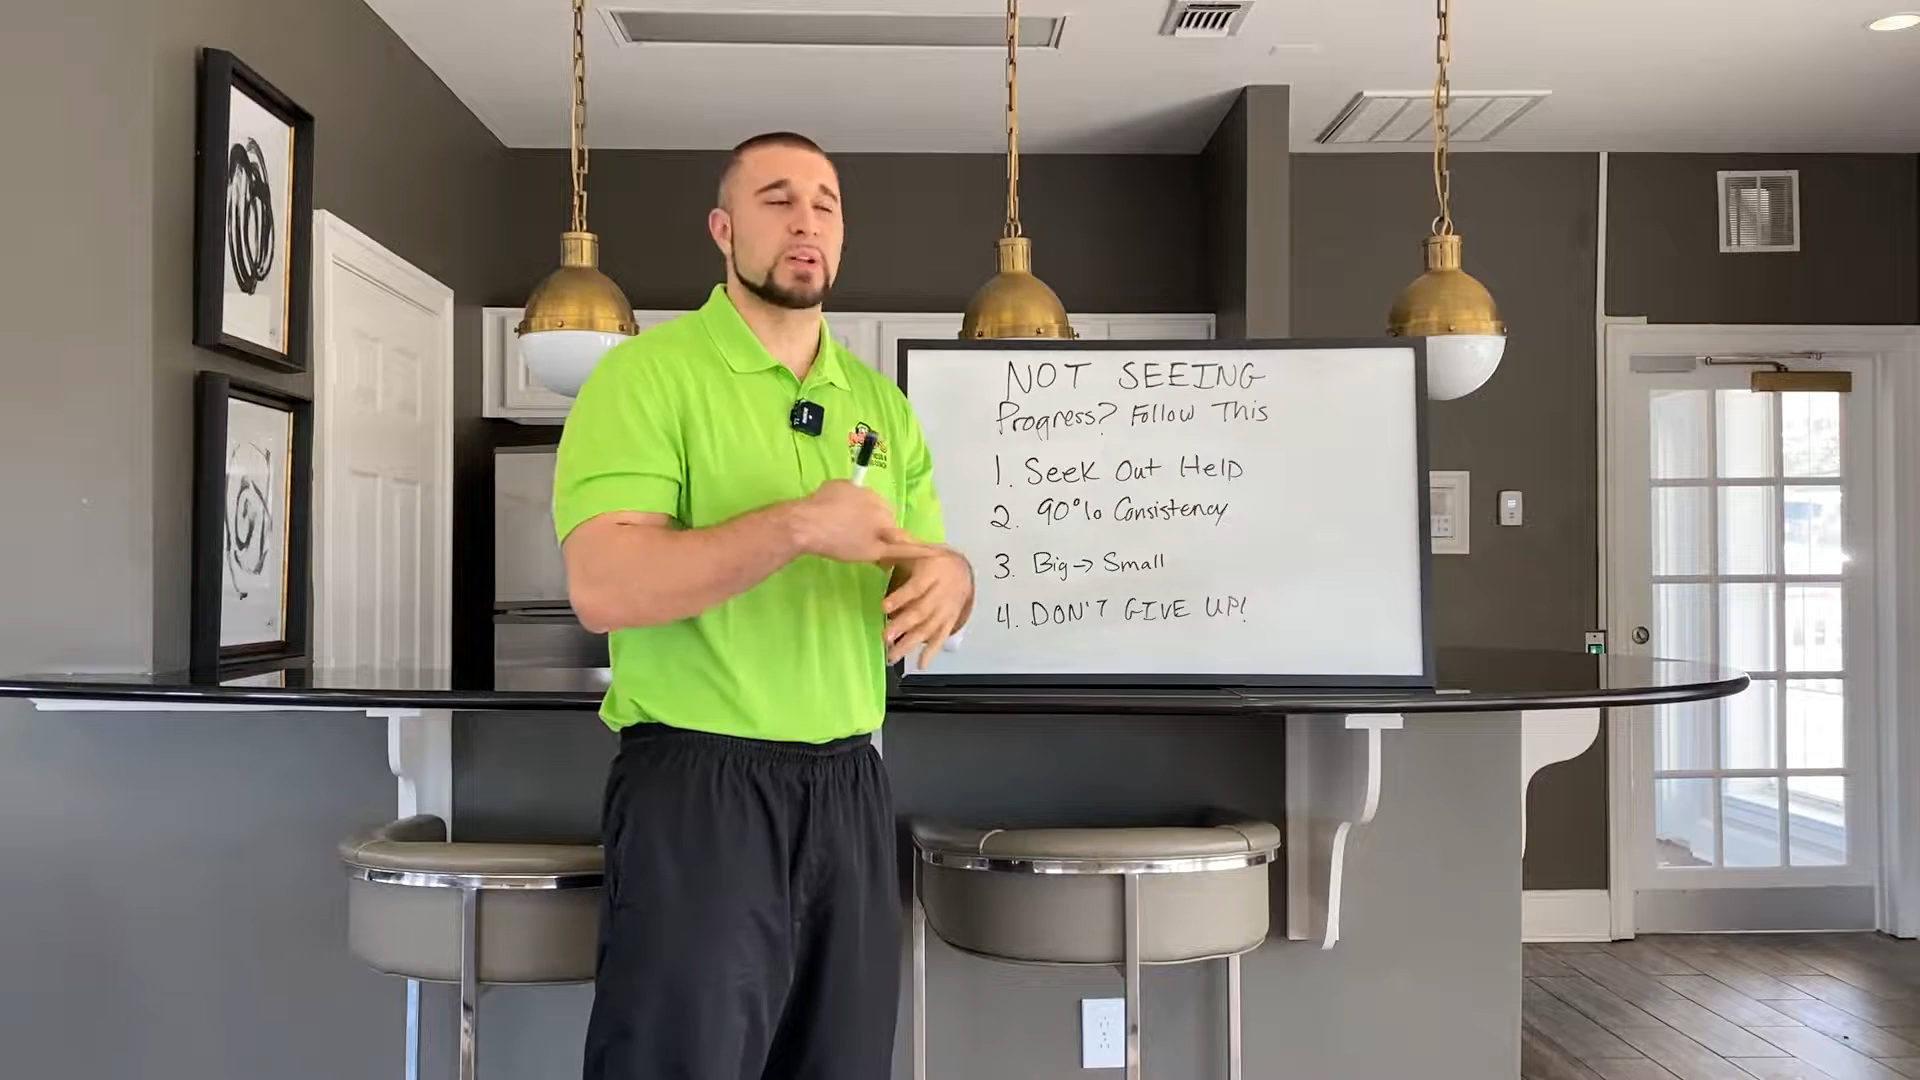 NOT SEEING
Progress? Follow This
1. Seek Out Help
2. 90% Consistency
3. Big → Small
4. DON'T GIVE UP!